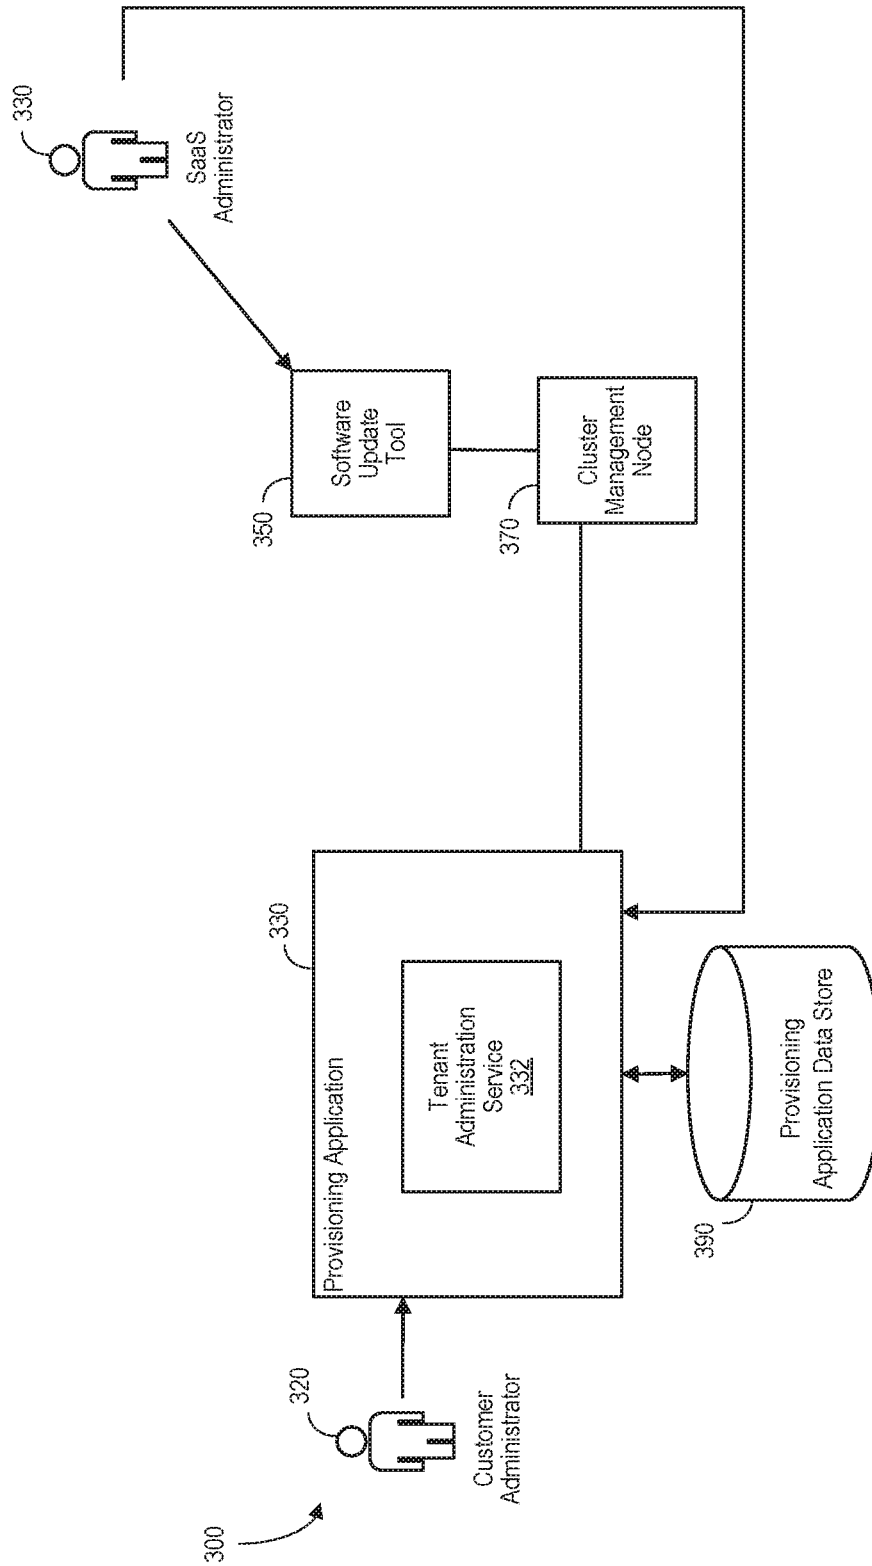 300
320
Customer
Administrator
330
Provisioning Application
Tenant
Administration
Service
332
390
Provisioning
Application Data Store
350
Software
Update
Tool
370
Cluster
Management
Node
330
SaaS
Administrator